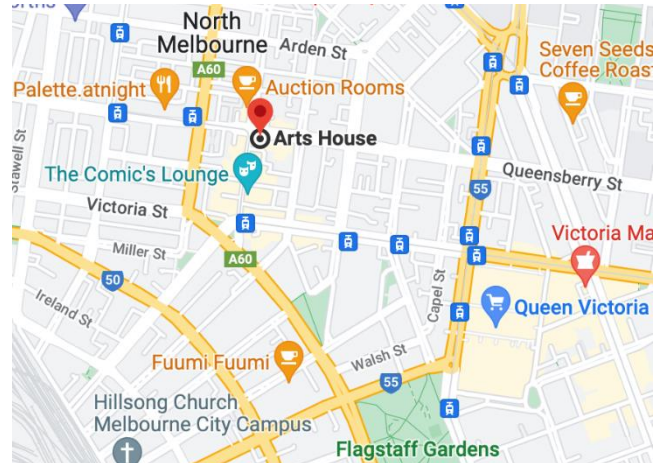 North
Melbourne
Arden St
A60
Seven Seeds
Coffee Roast
Palette.atnight
Auction Rooms
Arts House
Stawell St
The Comic's Lounge
Queensberry St
55
Victoria St
Victoria Ma
Miller St
A60
50
Capel St
Ireland St
Queen Victoria
Walsh St
Fuumi Fuumi
55
Hillsong Church
Melbourne City Campus
Flagstaff Gardens